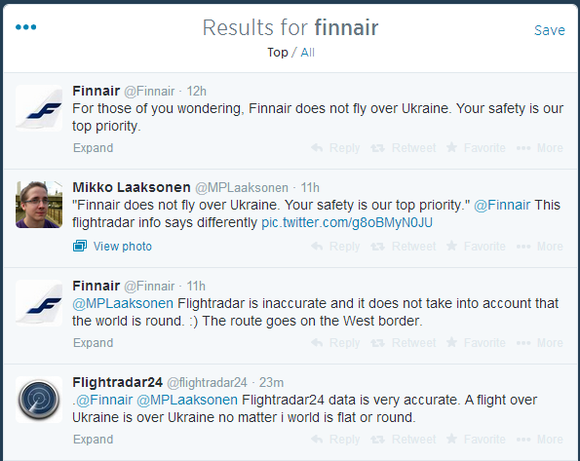 Results for finnair
Save
Top / All
Finnair @Finnair · 12h
For those of you wondering, Finnair does not fly over Ukraine. Your safety is our
top priority.
Expand Reply Retweet Favorite More
Mikko Laaksonen @MPLaaksonen · 11h
"Finnair does not fly over Ukraine. Your safety is our top priority." @Finnair This
flightradar info says differently pic.twitter.com/g8oBMyN0JU
View photo Reply Retweet Favorite More
Finnair @Finnair · 11h
@MPLaaksonen Flightradar is inaccurate and it does not take into account that
the world is round. :) The route goes on the West border.
Expand Reply Retweet Favorite More
Flightradar24 @flightradar24 · 23m
.@Finnair @MPLaaksonen Flightradar24 data is very accurate. A flight over
Ukraine is over Ukraine no matter i world is flat or round.
Expand Reply Retweet Favorite More